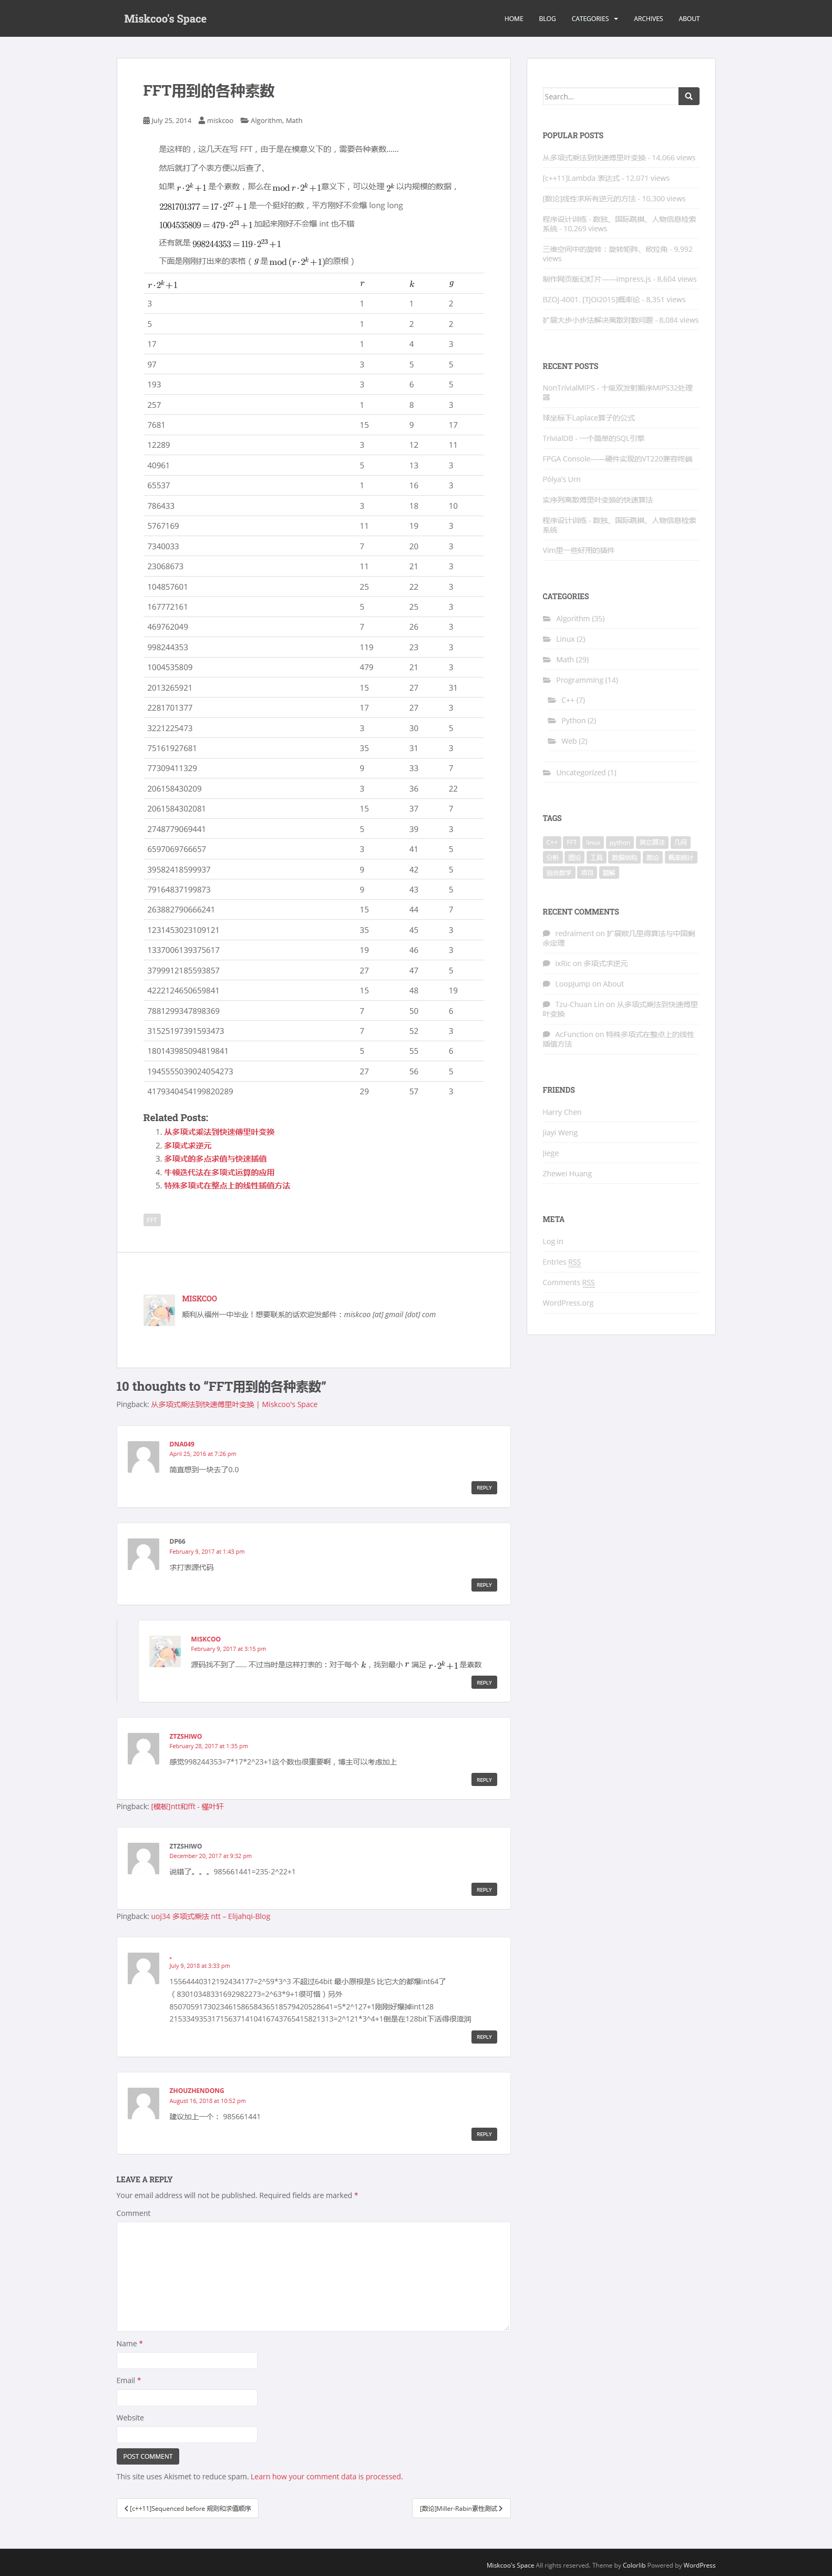 Miskcoo's Space
HOME BLOG CATEGORIES ARCHIVES ABOUT
FFT用到的各种素数
July 25, 2014 miskcoo Algorithm, Math
是这样的，这几天在写 FFT，由于是在模意义下的，需要各种素数……
然后就打了个表方便以后查了、
如果 r·2^k+1 是个素数，那么在 mod r·2^k+1意义下，可以处理 2^k 以内规模的数据，
2281701377 = 17·2^27+1 是一个挺好的数，平方刚好不会爆 long long
1004535809 = 479·2^21+1 加起来刚好不会爆 int 也不错
还有就是 998244353 = 119·2^23+1
下面是刚刚打出来的表格（g 是 mod (r·2^k+1)的原根）
r·2^k+1 r k g
3 1 1 2
5 1 2 2
17 1 4 3
97 3 5 5
193 3 6 5
257 1 8 3
7681 15 9 17
12289 3 12 11
40961 5 13 3
65537 1 16 3
786433 3 18 10
5767169 11 19 3
7340033 7 20 3
23068673 11 21 3
104857601 25 22 3
167772161 5 25 3
469762049 7 26 3
998244353 119 23 3
1004535809 479 21 3
2013265921 15 27 31
2281701377 17 27 3
3221225473 3 30 5
75161927681 35 31 3
77309411329 9 33 7
206158430209 3 36 22
2061584302081 15 37 7
2748779069441 5 39 3
6597069766657 3 41 5
39582418599937 9 42 5
79164837199873 9 43 5
263882790666241 15 44 7
1231453023109121 35 45 3
1337006139375617 19 46 3
3799912185593857 27 47 5
4222124650659841 15 48 19
7881299347898369 7 50 6
31525197391593473 7 52 3
180143985094819841 5 55 6
1945555039024054273 27 56 5
4179340454199820289 29 57 3
Related Posts:
1. 从多项式乘法到快速傅里叶变换
2. 多项式求逆元
3. 多项式的多点求值与快速插值
4. 牛顿迭代法在多项式运算的应用
5. 特殊多项式在整点上的线性插值方法
FFT
MISKCOO
顺利从福州一中毕业！想要联系的话欢迎发邮件：miskcoo [at] gmail [dot] com
10 thoughts to “FFT用到的各种素数”
Pingback: 从多项式乘法到快速傅里叶变换 | Miskcoo's Space
DNA049
April 25, 2016 at 7:26 pm
简直想到一块去了0.0
REPLY
DP66
February 9, 2017 at 1:43 pm
求打表源代码
REPLY
MISKCOO
February 9, 2017 at 5:15 pm
源码找不到了…… 不过当时是这样打表的：对于每个 k，找到最小 r 满足 r·2^k+1 是素数
REPLY
ZTZSHIWO
February 28, 2017 at 1:35 pm
感觉998244353=7*17*2^23+1这个数也很重要啊，博主可以考虑加上
REPLY
Pingback: [模板]ntt和fft - 槿叶轩
ZTZSHIWO
December 20, 2017 at 9:32 pm
说错了。。。985661441=235·2^22+1
REPLY
Pingback: uoj34 多项式乘法 ntt – Elijahqi-Blog
July 9, 2018 at 3:33 pm
15564440312192434177=2^59*3^3 不超过64bit 最小原根是5 比它大的都爆int64了
（83010348331692982273=2^63*9+1很可惜）另外
850705917302346158658436518579420528641=5*2^127+1刚刚好爆掉int128
215334935317156371410416743765415821313=2^121*3^4+1倒是在128bit下活得很滋润
REPLY
ZHOUZHENDONG
August 16, 2018 at 10:52 pm
建议加上一个： 985661441
REPLY
LEAVE A REPLY
Your email address will not be published. Required fields are marked *
Comment
Name *
Email *
Website
POST COMMENT
This site uses Akismet to reduce spam. Learn how your comment data is processed.
[c++11]Sequenced before 规则和求值顺序
[数论]Miller-Rabin素性测试
Search...
POPULAR POSTS
从多项式乘法到快速傅里叶变换 - 14,066 views
[c++11]Lambda 表达式 - 12,071 views
[数论]线性求所有逆元的方法 - 10,300 views
程序设计训练 - 数独、国际跳棋、人物信息检索
系统 - 10,269 views
三维空间中的旋转：旋转矩阵、欧拉角 - 9,992
views
制作网页版幻灯片——impress.js - 8,604 views
BZOJ-4001. [TJOI2015]概率论 - 8,351 views
扩展大步小步法解决离散对数问题 - 8,084 views
RECENT POSTS
NonTrivialMIPS - 十级双发射顺序MIPS32处理
器
球坐标下Laplace算子的公式
TrivialDB - 一个简单的SQL引擎
FPGA Console——硬件实现的VT220兼容终端
Pólya's Urn
实序列离散傅里叶变换的快速算法
程序设计训练 - 数独、国际跳棋、人物信息检索
系统
Vim里一些好用的插件
CATEGORIES
Algorithm (35)
Linux (2)
Math (29)
Programming (14)
C++ (7)
Python (2)
Web (2)
Uncategorized (1)
TAGS
C++ FFT linux python 其它算法 几何
分析 图论 工具 数据结构 数论 概率统计
组合数学 项目 题解
RECENT COMMENTS
redraiment on 扩展欧几里得算法与中国剩
余定理
ixRic on 多项式求逆元
Loopjump on About
Tzu-Chuan Lin on 从多项式乘法到快速傅里
叶变换
AcFunction on 特殊多项式在整点上的线性
插值方法
FRIENDS
Harry Chen
Jiayi Weng
Jiege
Zhewei Huang
META
Log in
Entries RSS
Comments RSS
WordPress.org
Miskcoo's Space All rights reserved. Theme by Colorlib Powered by WordPress